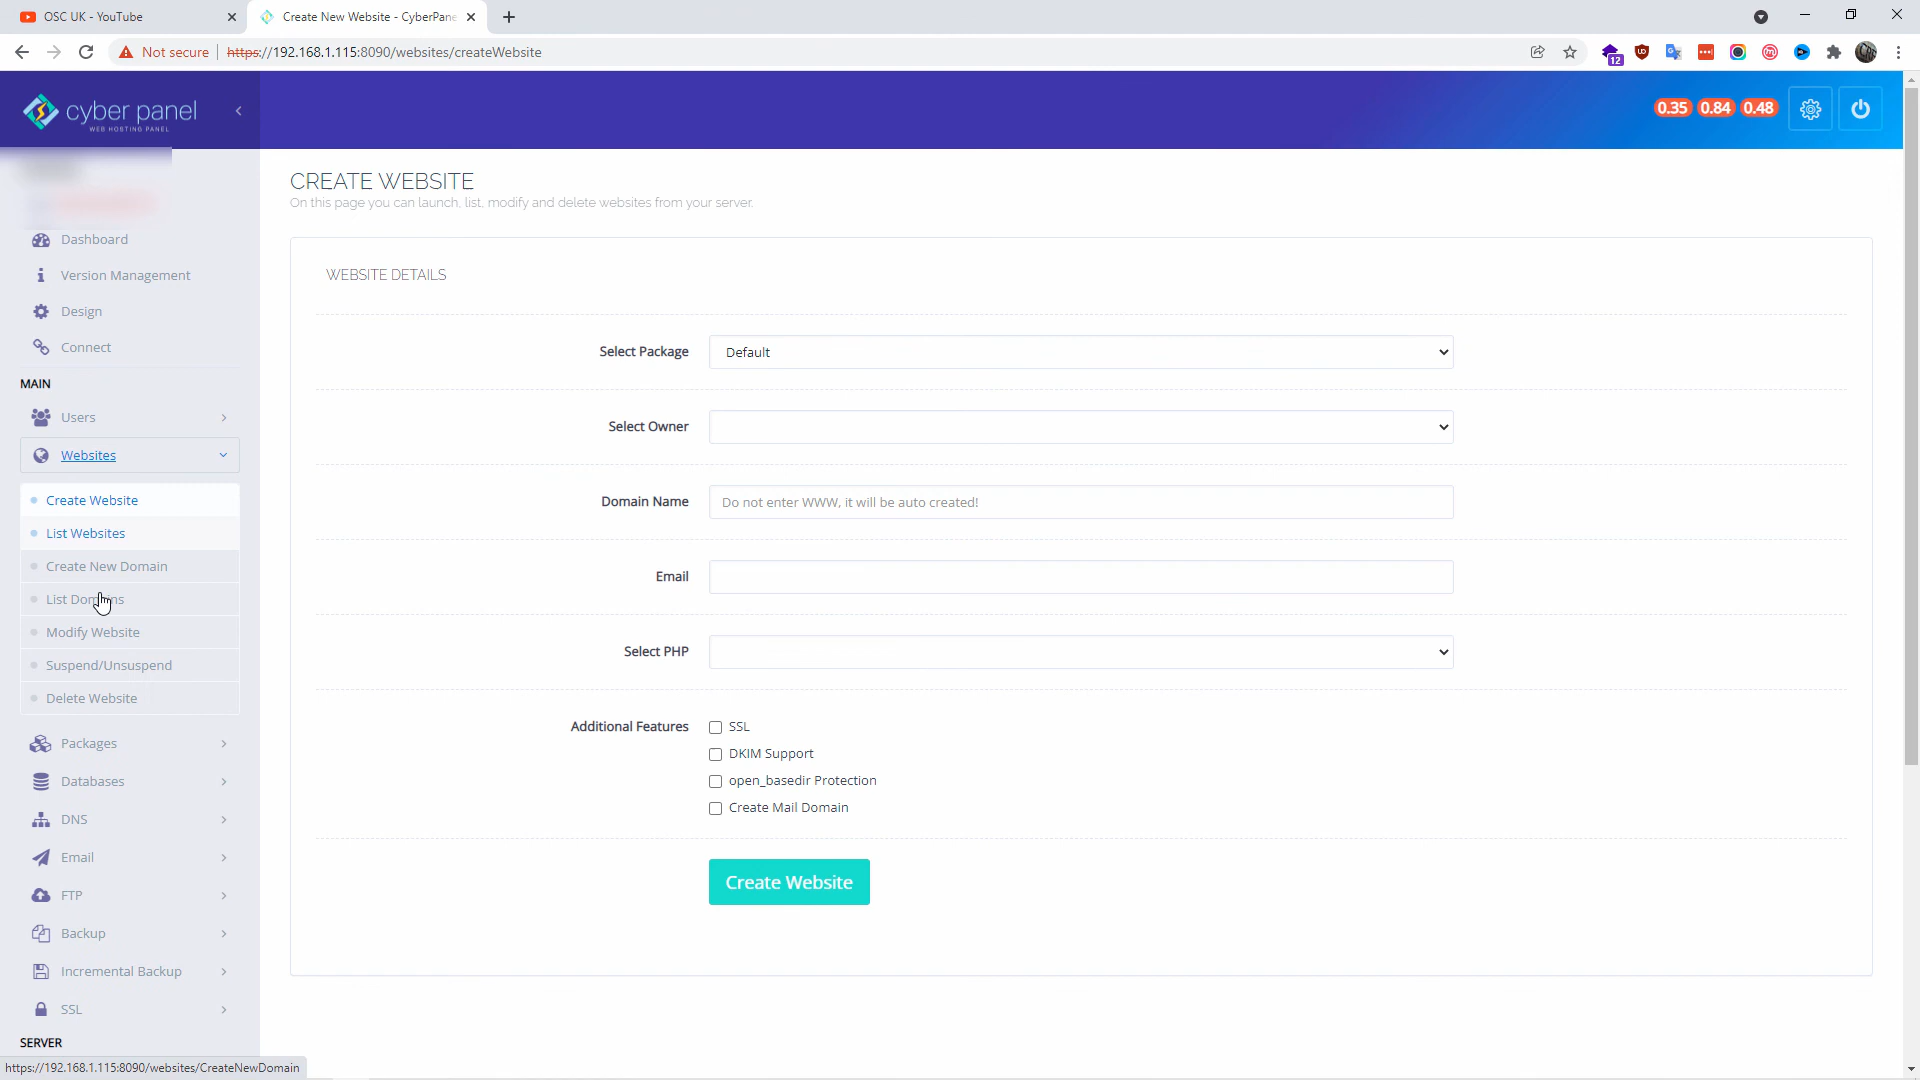 OSC UK - YouTube
Create New Website - CyberPane
12
Not secure
https://192.168.1.115:8090/websites/createWebsite
cyber panel
WEB HOSTING PANEL
0.35 0.84 0.48
Dashboard
Version Management
Design
Connect
MAIN
Users
Websites
Create Website
List Websites
Create New Domain
List Domains
Modify Website
Suspend/Unsuspend
Delete Website
Packages
Databases
DNS
Email
FTP
Backup
Incremental Backup
SSL
SERVER
https://192.168.1.115:8090/websites/CreateNewDomain
CREATE WEBSITE
On this page you can launch, list, modify and delete websites from your server.
WEBSITE DETAILS
Select Package
Default
Select Owner
Domain Name
Do not enter WWW, it will be auto created!
Email
Select PHP
Additional Features
SSL
DKIM Support
open_basedir Protection
Create Mail Domain
Create Website